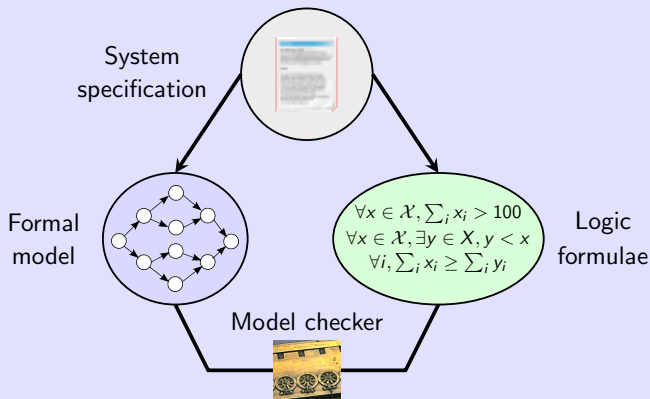 System
specification
Formal
model
∀x ∈ 𝒳, ∑ᵢ xᵢ > 100
∀x ∈ 𝒳, ∃y ∈ X, y < x
∀i, ∑ᵢ xᵢ ≥ ∑ᵢ yᵢ
Logic
formulae
Model checker